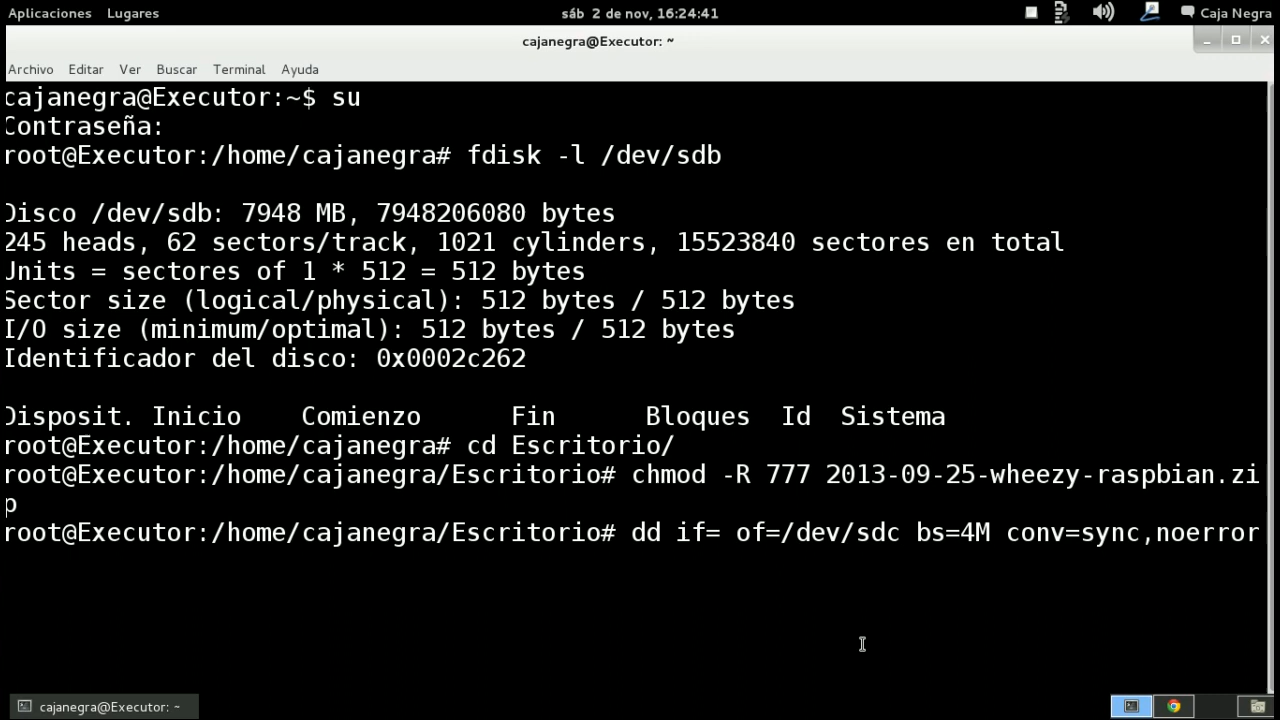 Aplicaciones Lugares sáb 2 de nov, 16:24:41 Caja Negra
cajanegra@Executor: ~
Archivo Editar Ver Buscar Terminal Ayuda
cajanegra@Executor:~$ su
Contraseña:
root@Executor:/home/cajanegra# fdisk -l /dev/sdb
Disco /dev/sdb: 7948 MB, 7948206080 bytes
245 heads, 62 sectors/track, 1021 cylinders, 15523840 sectores en total
Units = sectores of 1 * 512 = 512 bytes
Sector size (logical/physical): 512 bytes / 512 bytes
I/O size (minimum/optimal): 512 bytes / 512 bytes
Identificador del disco: 0x0002c262
Disposit. Inicio Comienzo Fin Bloques Id Sistema
root@Executor:/home/cajanegra# cd Escritorio/
root@Executor:/home/cajanegra/Escritorio# chmod -R 777 2013-09-25-wheezy-raspbian.zi
p
root@Executor:/home/cajanegra/Escritorio# dd if= of=/dev/sdc bs=4M conv=sync,noerror
cajanegra@Executor: ~